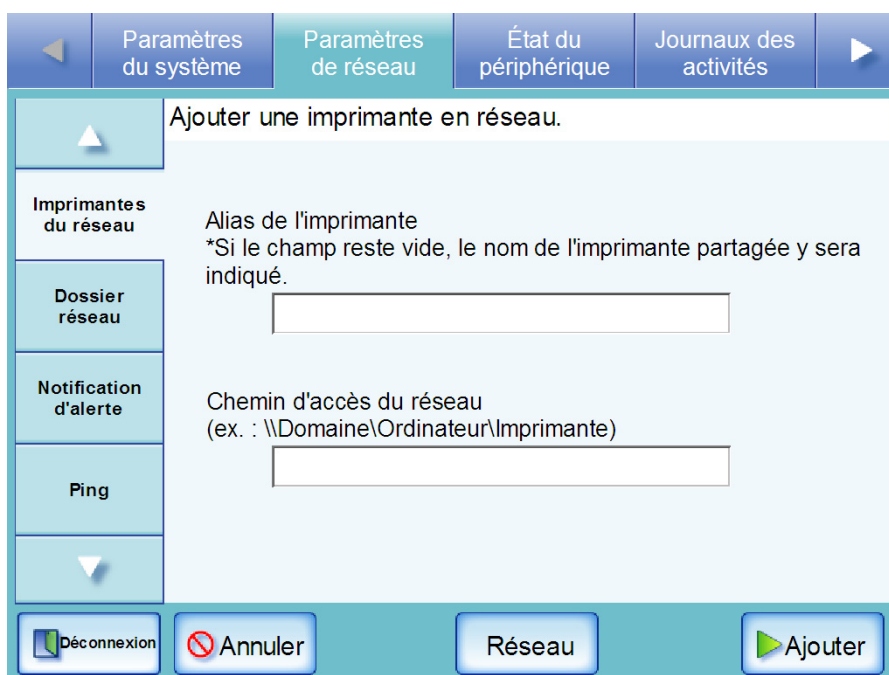 Paramètres
du système
Paramètres
de réseau
État du
périphérique
Journaux des
activités
Ajouter une imprimante en réseau.
Imprimantes
du réseau
Dossier
réseau
Notification
d'alerte
Ping
Alias de l'imprimante
*Si le champ reste vide, le nom de l'imprimante partagée y sera
indiqué.
Chemin d'accès du réseau
(ex. : \\Domaine\Ordinateur\Imprimante)
Déconnexion
Annuler
Réseau
Ajouter